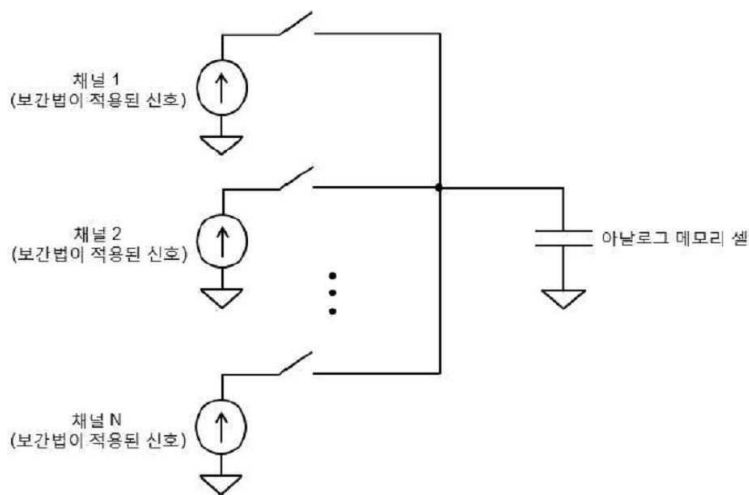 채널 1
(보간법이 적용된 신호)
채널 2
(보간법이 적용된 신호)
아날로그 메모리 셀
채널 N
(보간법이 적용된 신호)